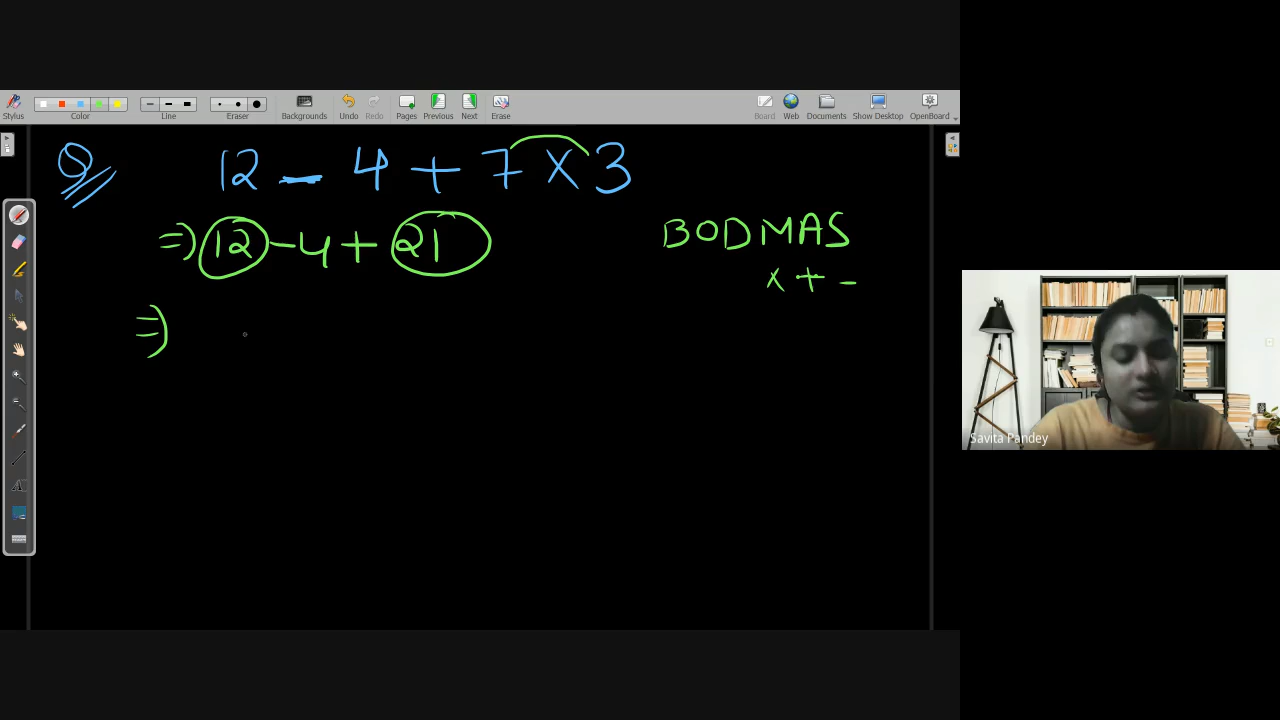 Stylus Color Line Eraser Backgrounds Undo Redo Pages Previous Next Erase Board Web Documents Show Desktop OpenBoard
Q 12 - 4 + 7 × 3
⇒ 12 - 4 + 21
BODMAS
× + -
⇒
Savita Pandey